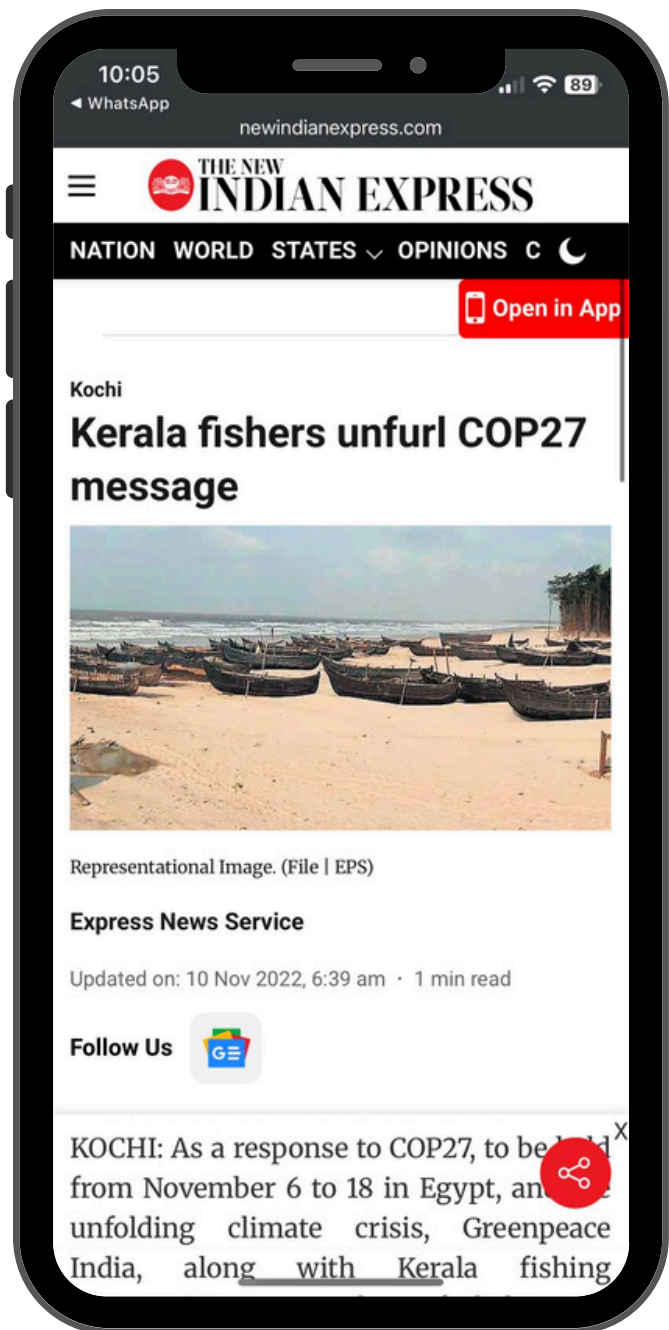 10:05
89
◀ WhatsApp
newindianexpress.com
THE NEW
INDIAN EXPRESS
NATION WORLD STATES OPINIONS C
Open in App
Kochi
Kerala fishers unfurl COP27
message
Representational Image. (File | EPS)
Express News Service
Updated on: 10 Nov 2022, 6:39 am · 1 min read
Follow Us
GE
X
KOCHI: As a response to COP27, to be
from November 6 to 18 in Egypt,
unfolding climate crisis, Greenpeace
India, along with Kerala fishing